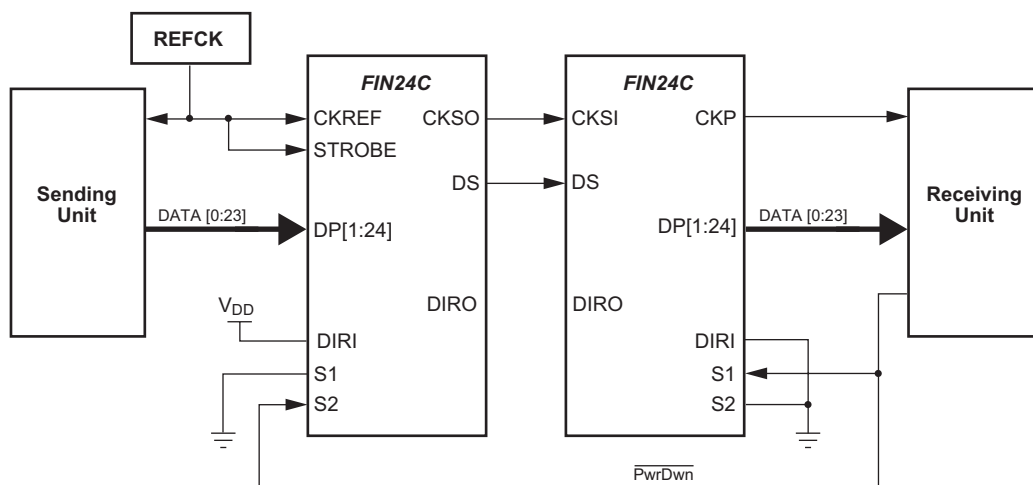 REFCK
Sending
Unit
DATA [0:23]
FIN24C
CKREF
STROBE
DP[1:24]
CKSO
DS
DIRO
VDD
DIRI
S1
S2
FIN24C
CKSI
DS
DIRO
CKP
DP[1:24]
DIRI
S1
S2
DATA [0:23]
Receiving
Unit
PwrDwn